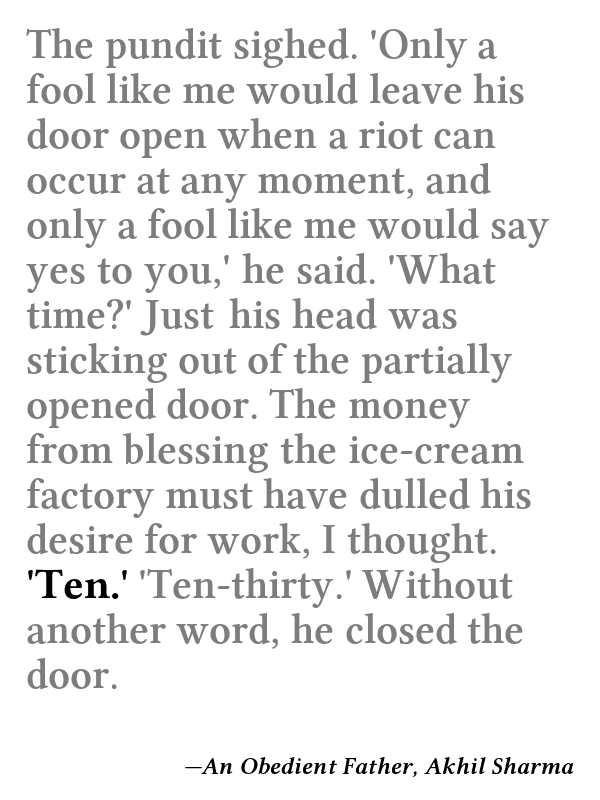 The pundit sighed. 'Only a
fool like me would leave his
door open when a riot can
occur at any moment, and
only a fool like me would say
yes to you,' he said. 'What
time?' Just his head was
sticking out of the partially
opened door. The money
from blessing the ice-cream
factory must have dulled his
desire for work, I thought.
'Ten.' 'Ten-thirty.' Without
another word, he closed the
door.
—An Obedient Father, Akhil Sharma